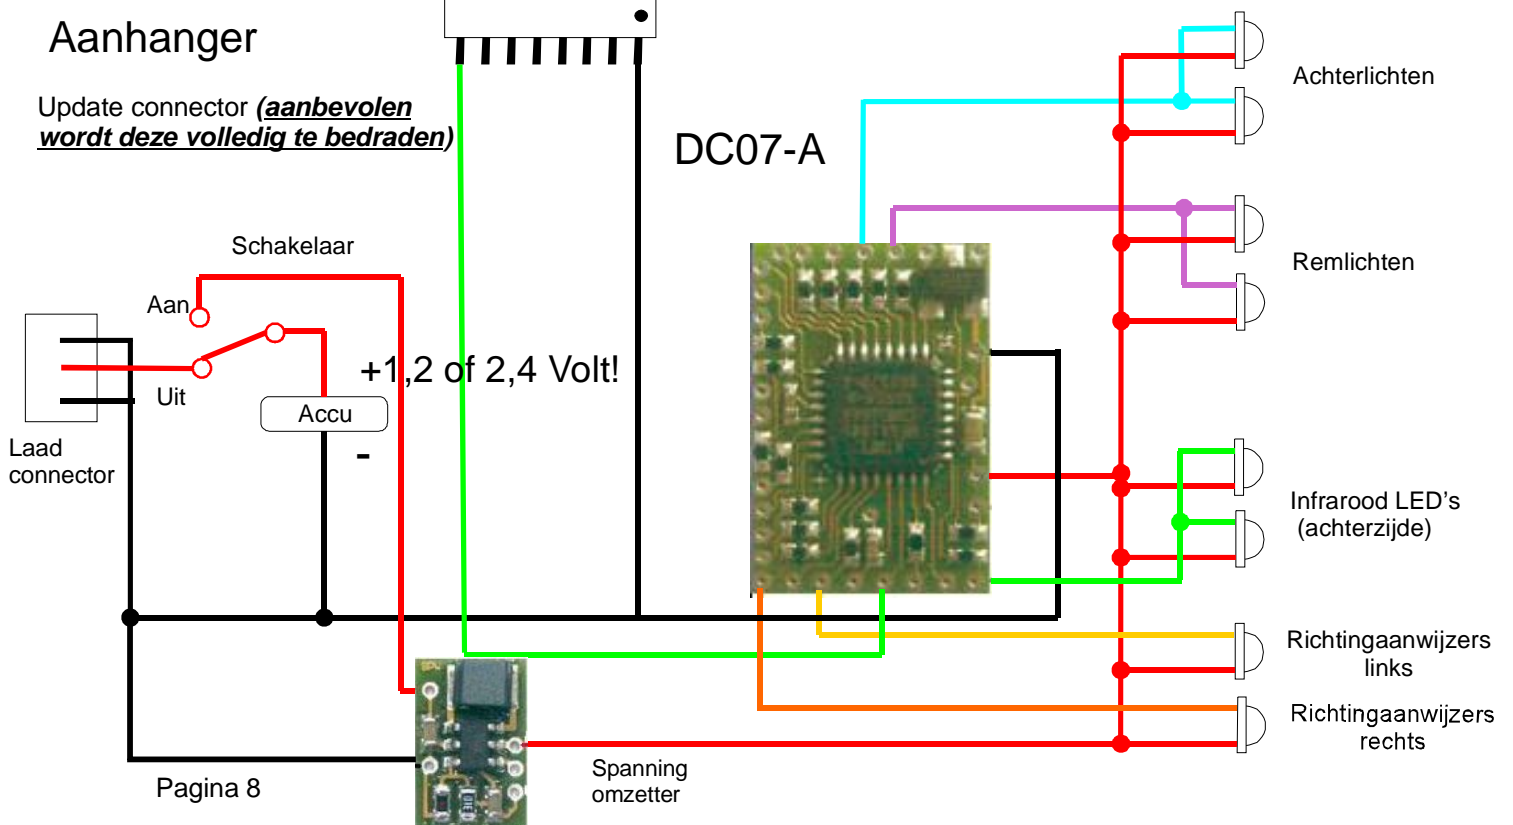 Aanhanger
Update connector (aanbevolen
wordt deze volledig te bedraden)
DC07-A
Achterlichten
Remlichten
Schakelaar
Aan
+1,2 of 2,4 Volt!
Uit
Accu
-
Laad
connector
Infrarood LED’s
(achterzijde)
Richtingaanwijzers
links
Richtingaanwijzers
rechts
Spanning
omzetter
Pagina 8